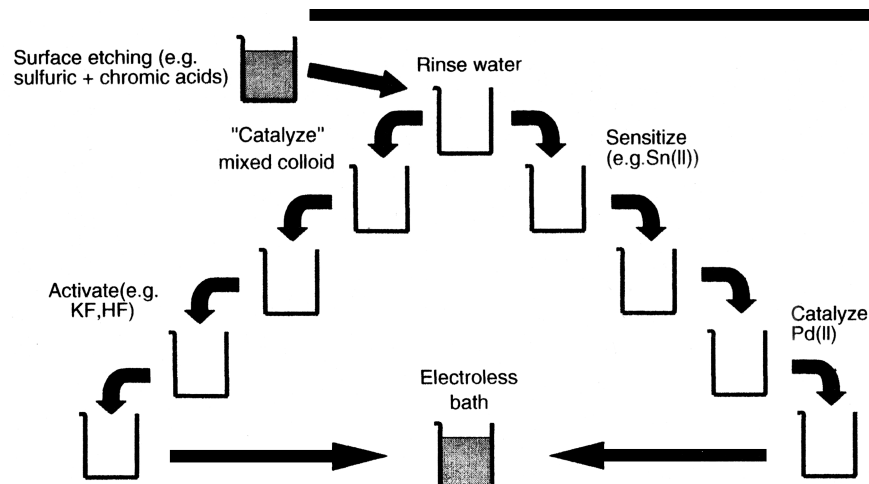 Surface etching (e.g.
sulfuric + chromic acids)
Rinse water
"Catalyze"
mixed colloid
Sensitize
(e.g.Sn(II))
Activate(e.g.
KF,HF)
Catalyze
Pd(II)
Electroless
bath